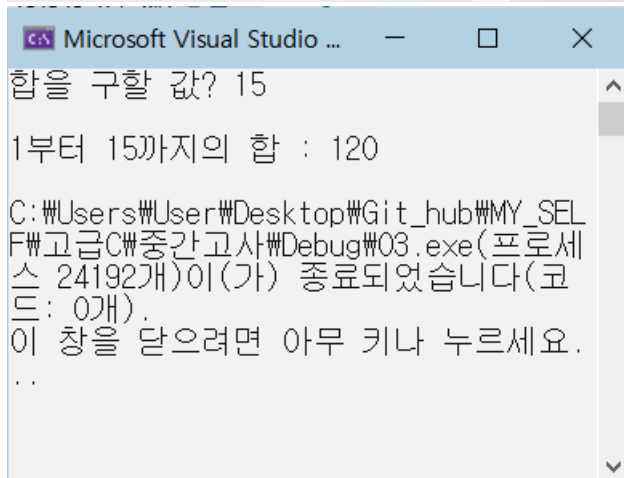 Microsoft Visual Studio ...
합을 구할 값? 15
1부터 15까지의 합 : 120
C:₩Users₩User₩Desktop₩Git_hub₩MY_SEL
F₩고급C₩중간고사₩Debug₩03.exe(프로세
스 24192개)이(가) 종료되었습니다(코
드: 0개).
이 창을 닫으려면 아무 키나 누르세요.
..